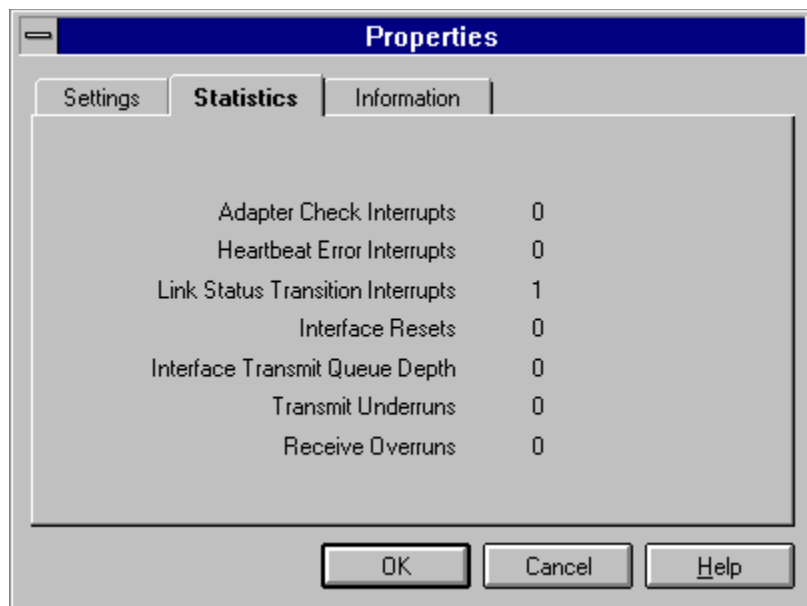 Properties
Settings Statistics Information
Adapter Check Interrupts 0
Heartbeat Error Interrupts 0
Link Status Transition Interrupts 1
Interface Resets 0
Interface Transmit Queue Depth 0
Transmit Underruns 0
Receive Overruns 0
OK Cancel Help